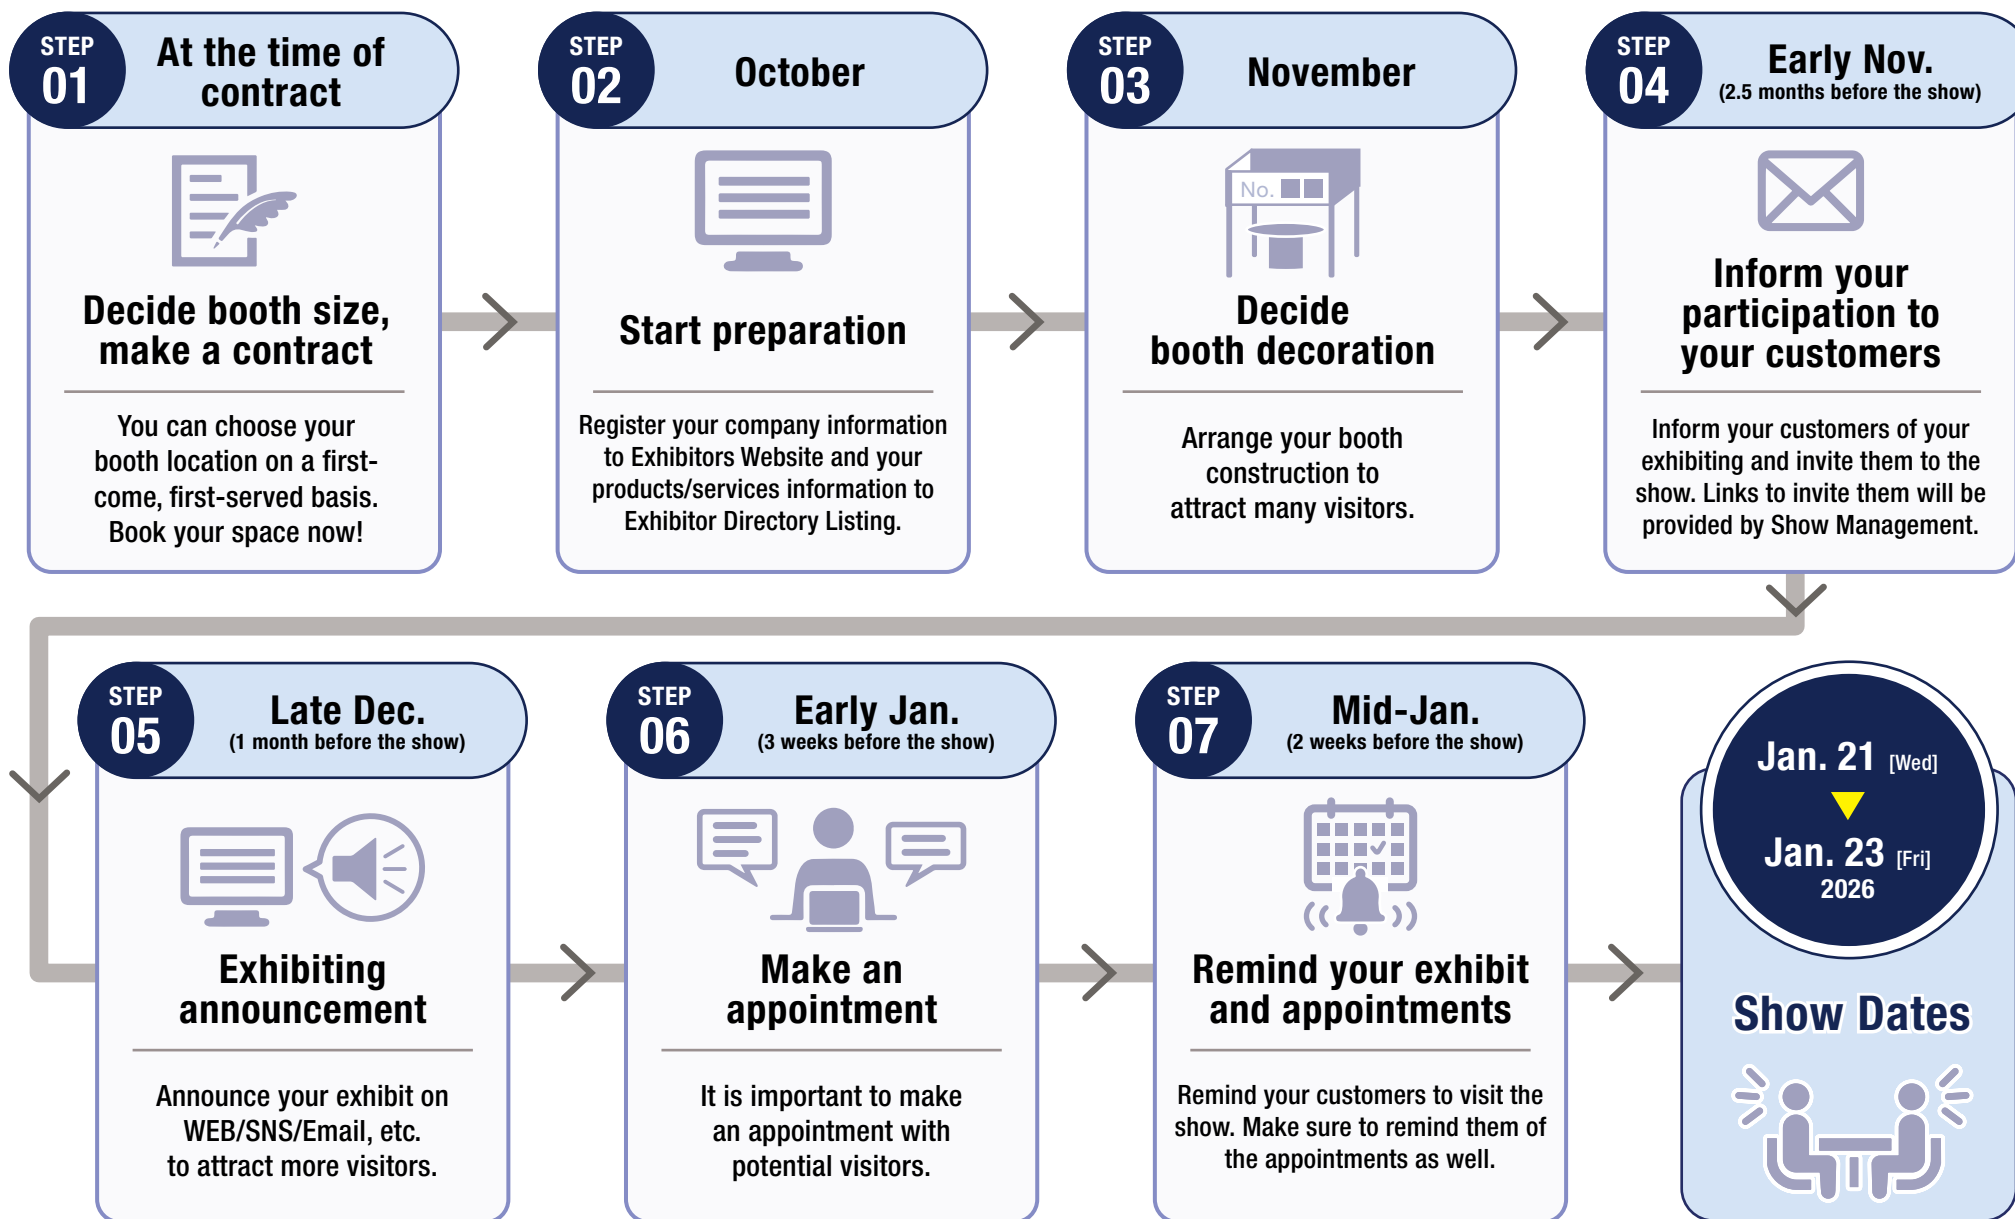 STEP
01
At the time of
contract
Decide booth size,
make a contract
You can choose your
booth location on a first-
come, first-served basis.
Book your space now!
STEP
02
October
Start preparation
Register your company information
to Exhibitors Website and your
products/services information to
Exhibitor Directory Listing.
STEP
03
November
No.
Decide
booth decoration
Arrange your booth
construction to
attract many visitors.
STEP
04
Early Nov.
(2.5 months before the show)
Inform your
participation to
your customers
Inform your customers of your
exhibiting and invite them to the
show. Links to invite them will be
provided by Show Management.
STEP
05
Late Dec.
(1 month before the show)
Exhibiting
announcement
Announce your exhibit on
WEB/SNS/Email, etc.
to attract more visitors.
STEP
06
Early Jan.
(3 weeks before the show)
Make an
appointment
It is important to make
an appointment with
potential visitors.
STEP
07
Mid-Jan.
(2 weeks before the show)
Remind your exhibit
and appointments
Remind your customers to visit the
show. Make sure to remind them of
the appointments as well.
Jan. 21 [Wed]
Jan. 23 [Fri]
2026
Show Dates